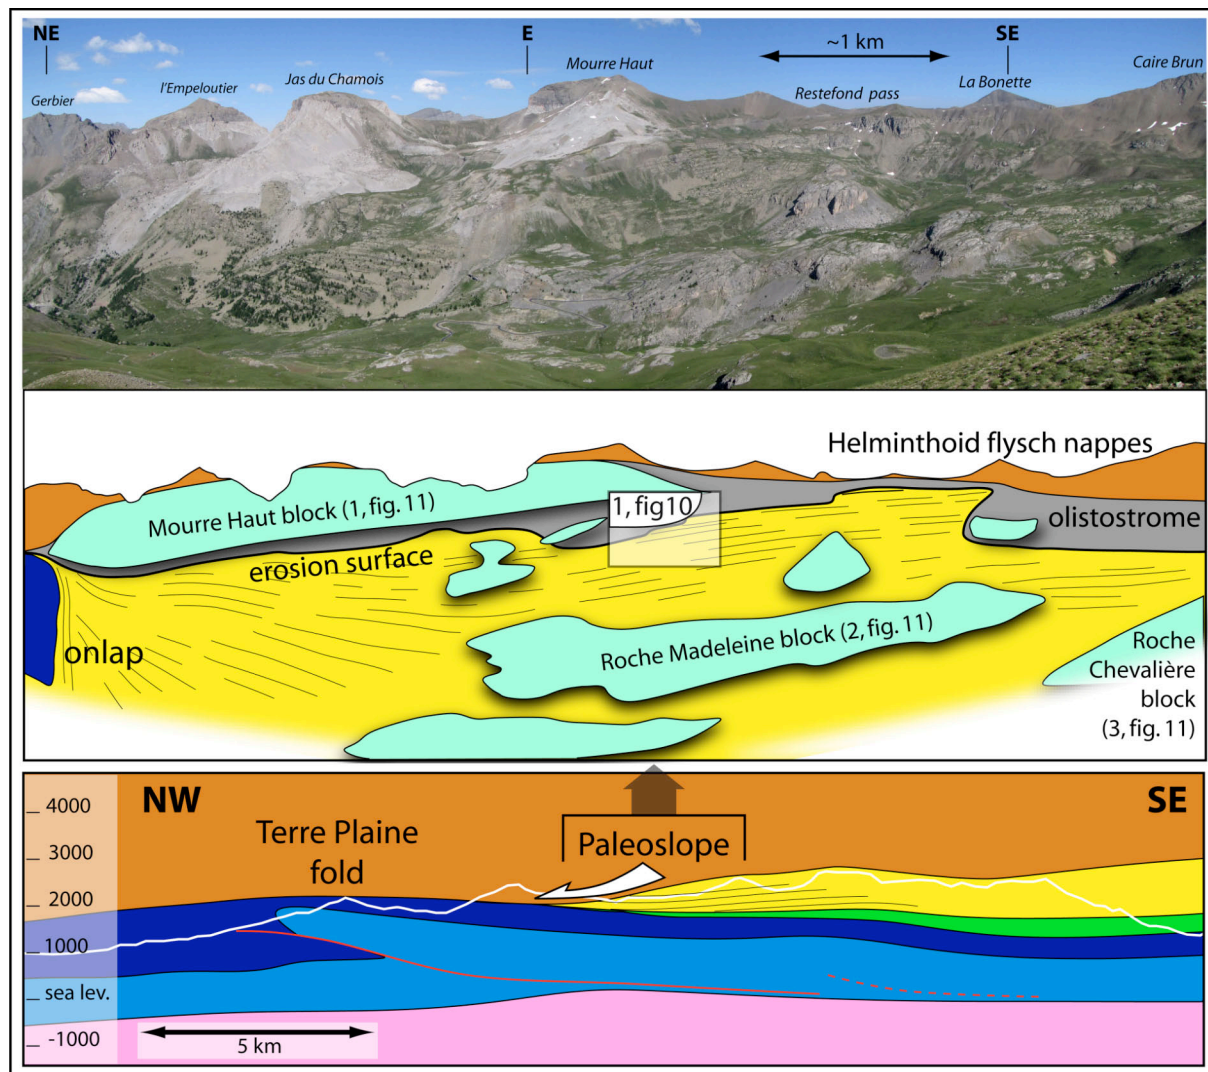 NE
E
SE
~1 km
Mourre Haut
Caire Brun
Jas du Chamois
La Bonette
l'Empeloutier
Restefond pass
Gerbier
Helminthoid flysch nappes
Mourre Haut block (1, fig. 11)
1, fig10
olistostrome
erosion surface
onlap
Roche Madeleine block (2, fig. 11)
Roche
Chevalière
block
(3, fig. 11)
4000
3000
2000
1000
sea lev.
-1000
NW
SE
Terre Plaine
fold
Paleoslope
5 km